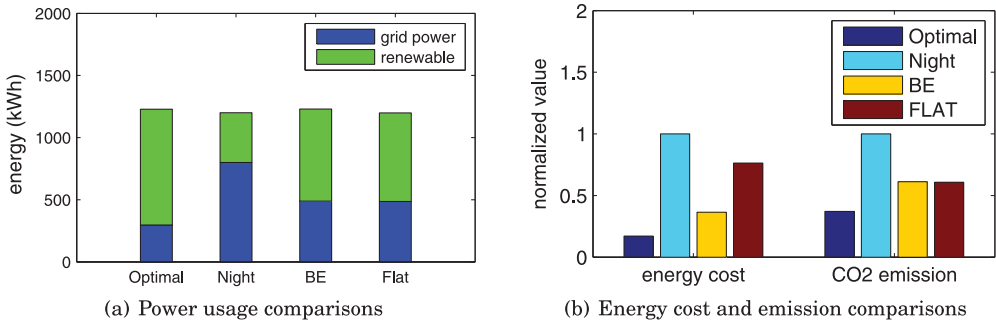 2000
1500
1000
500
0
energy (kWh)
grid power
renewable
Optimal
Night
BE
Flat
(a) Power usage comparisons
2
1.5
1
0.5
0
normalized value
Optimal
Night
BE
FLAT
energy cost
CO2 emission
(b) Energy cost and emission comparisons